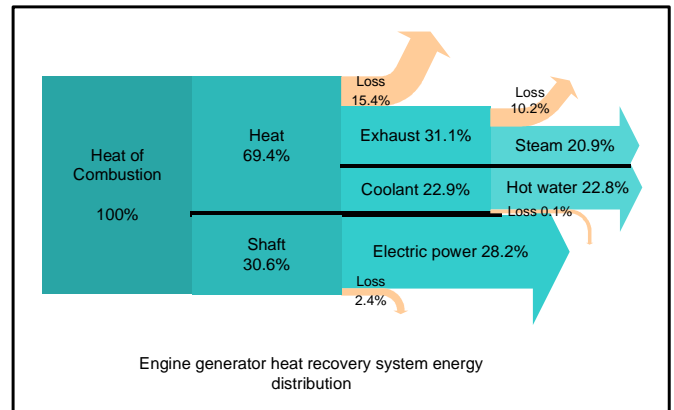 Heat of
Combustion
100%
Heat
69.4%
Shaft
30.6%
Loss
15.4%
Exhaust 31.1%
Coolant 22.9%
Electric power 28.2%
Loss
2.4%
Loss
10.2%
Steam 20.9%
Hot water 22.8%
Loss 0.1%
Engine generator heat recovery system energy
distribution